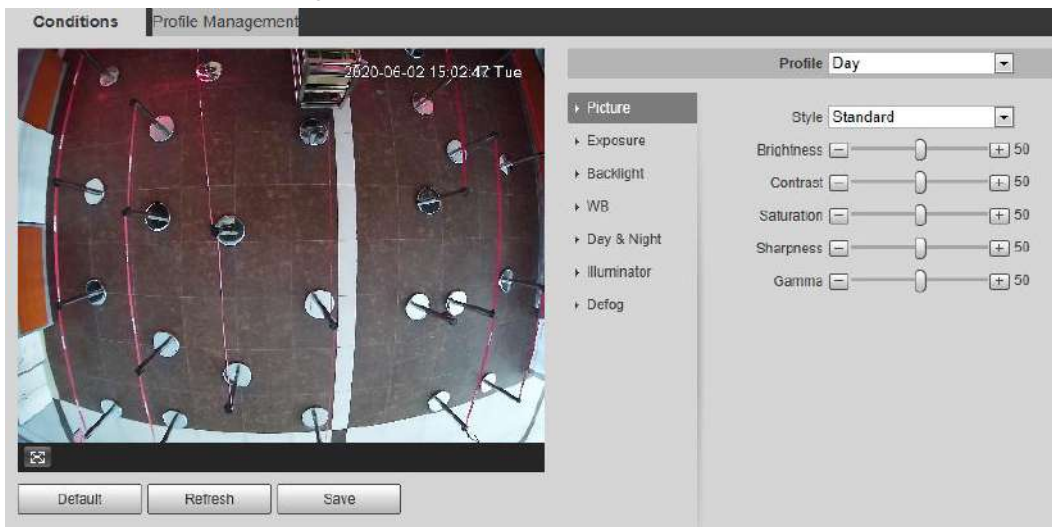 Conditions
Profile Management
2020-06-02 15:02:47 Tue
Profile Day
Picture
Exposure
Backlight
WB
Day & Night
Illuminator
Defog
Style Standard
Brightness 50
Contrast 50
Saturation 50
Sharpness 50
Gamma 50
Default Refresh Save